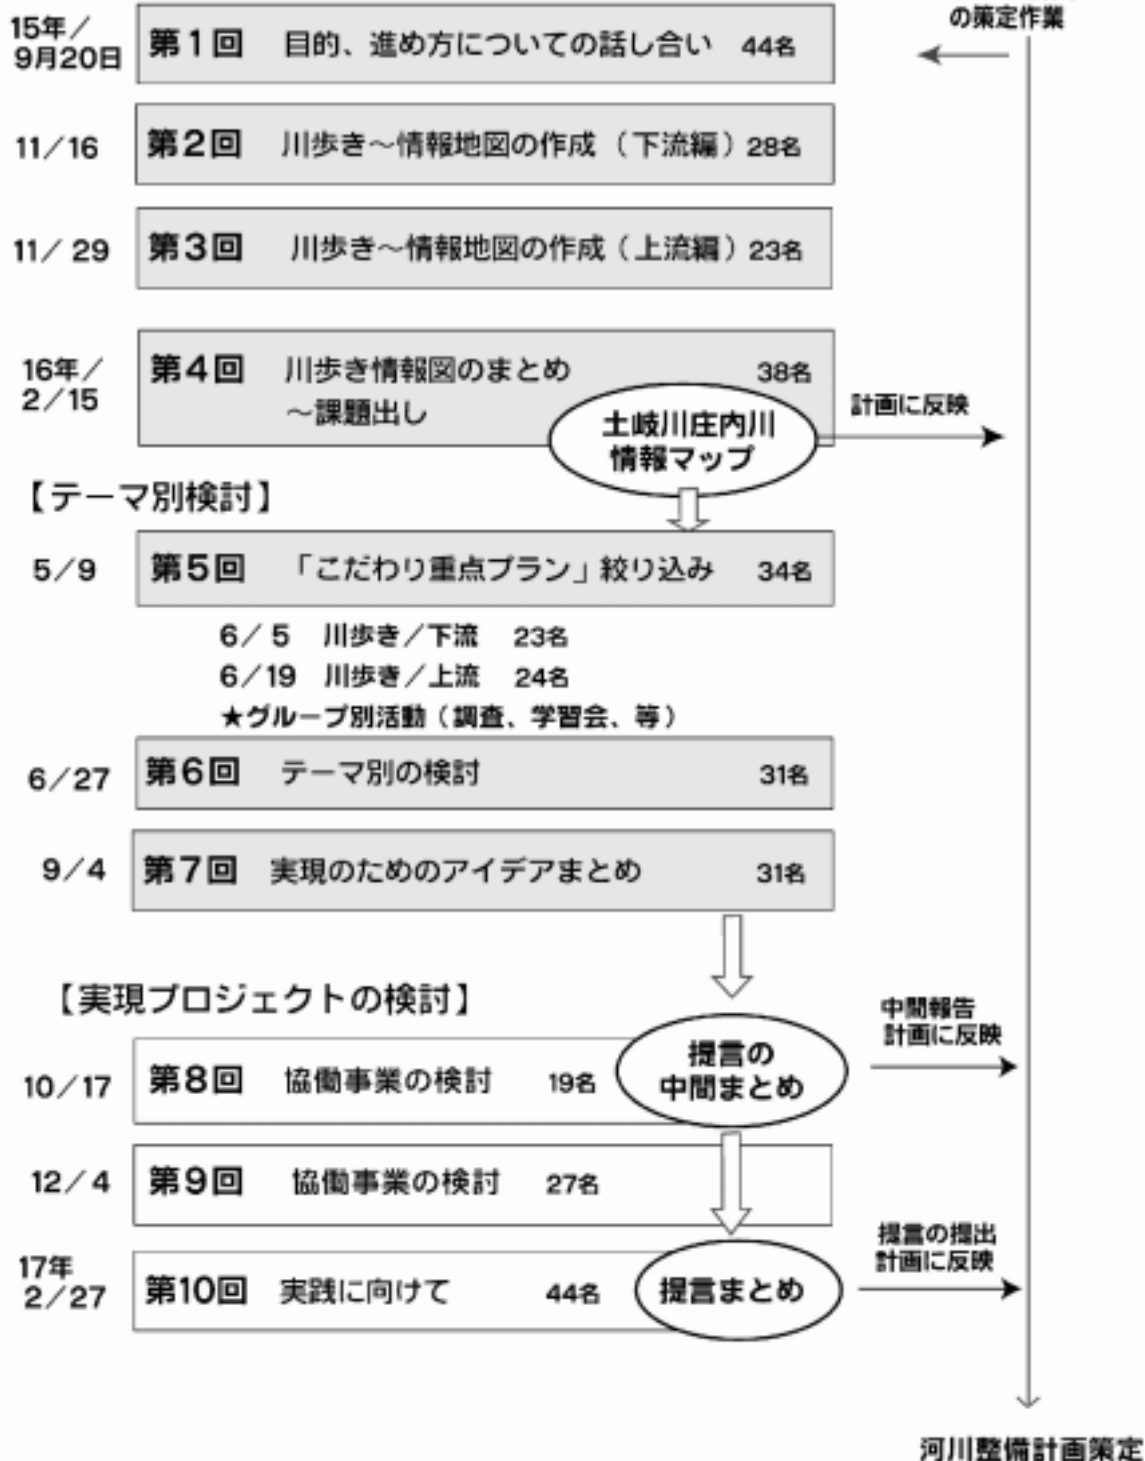 の策定作業
15年／
9月20日
第1回 目的、進め方についての話し合い 44名
11／16
第2回 川歩き～情報地図の作成（下流編）28名
11／29
第3回 川歩き～情報地図の作成（上流編）23名
16年／
2／15
第4回 川歩き情報図のまとめ 38名
～課題出し
土岐川庄内川
情報マップ
計画に反映
【テーマ別検討】
5／9
第5回 「こだわり重点プラン」絞り込み 34名
6／5 川歩き／下流 23名
6／19 川歩き／上流 24名
★グループ別活動（調査、学習会、等）
6／27
第6回 テーマ別の検討 31名
9／4
第7回 実現のためのアイデアまとめ 31名
【実現プロジェクトの検討】
提言の
中間まとめ
中間報告
計画に反映
10／17
第8回 協働事業の検討 19名
12／4
第9回 協働事業の検討 27名
17年
2／27
第10回 実践に向けて 44名
提言まとめ
提言の提出
計画に反映
河川整備計画策定